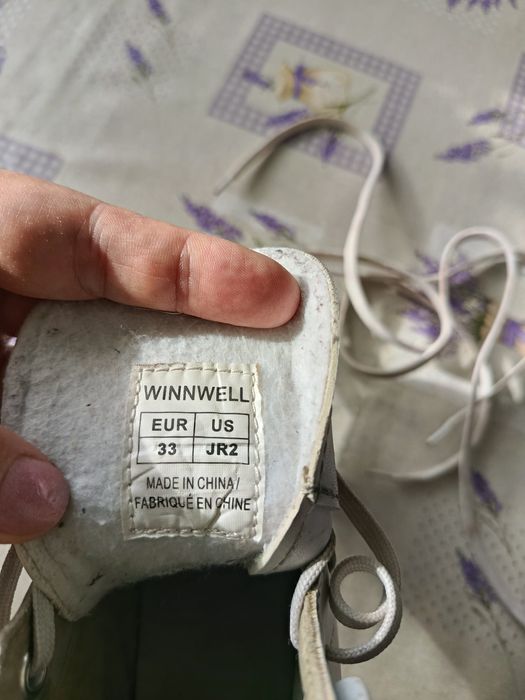 WINNWELL
EUR US
33 JR2
MADE IN CHINA/
FABRIQUÉ EN CHINE